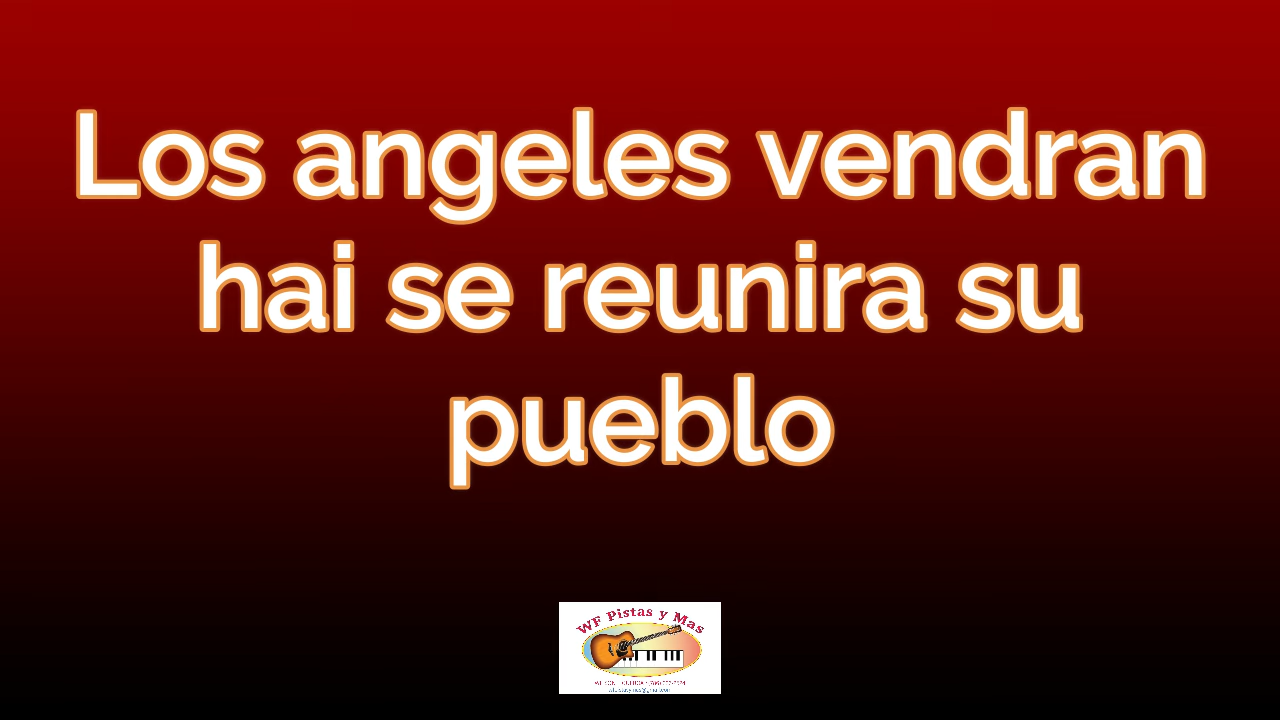 Los angeles vendran
hai se reunira su
pueblo
WF Pistas y Mas